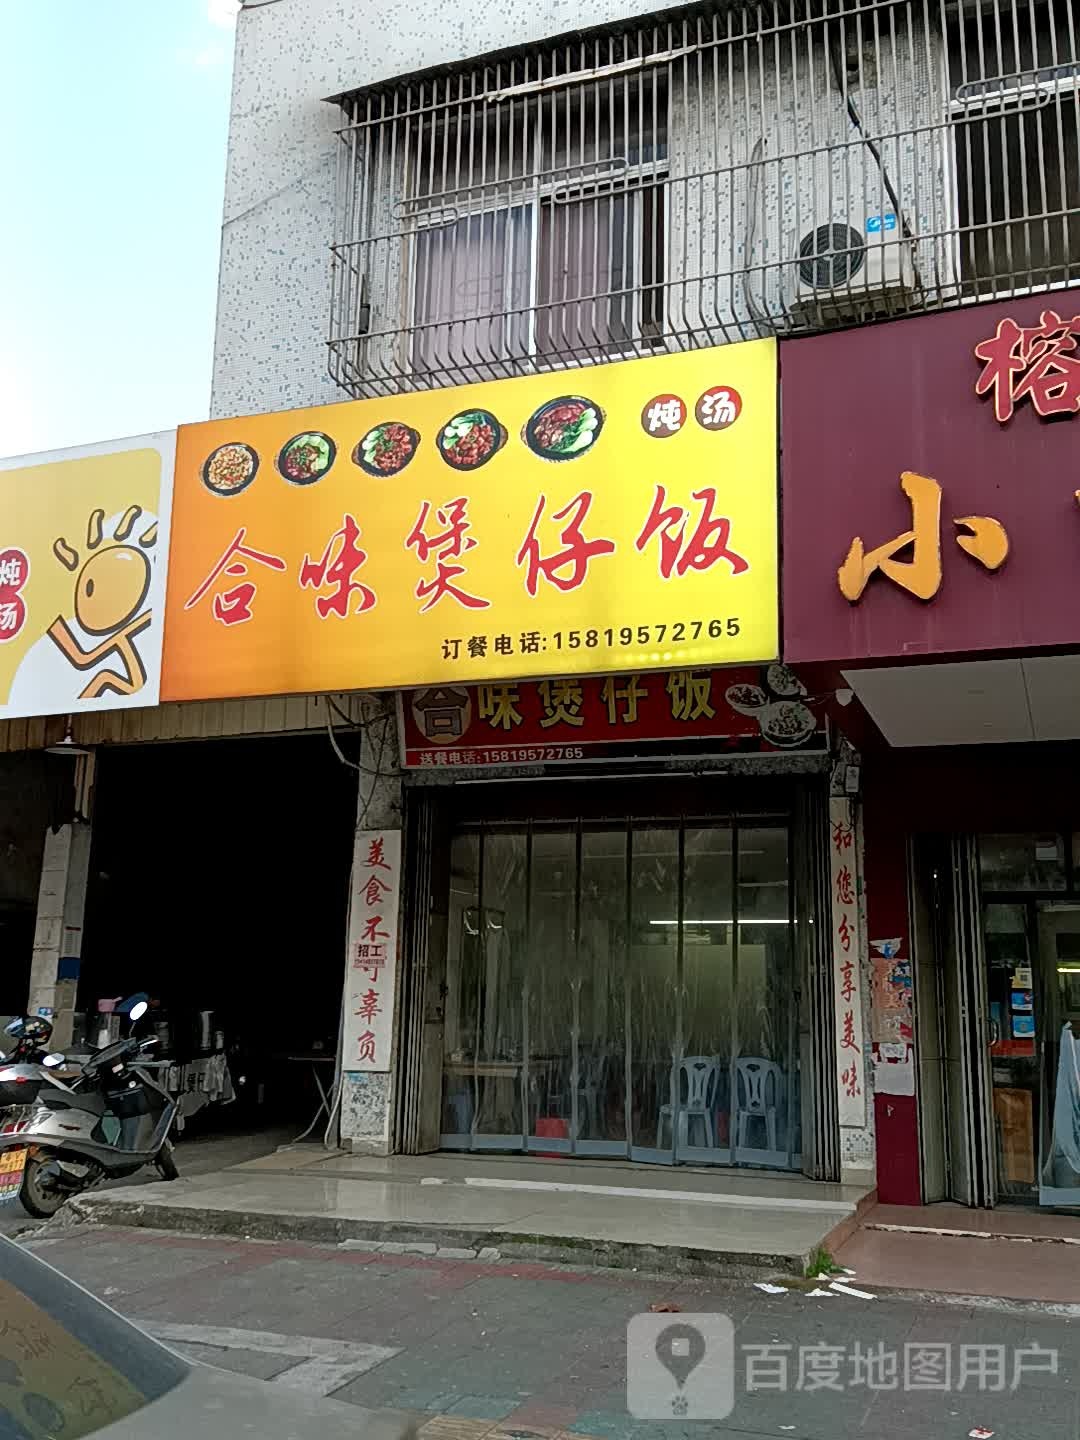 榕
炖汤
小
炖汤
合味煲仔饭
订餐电话:15819572765
合味煲仔饭
送餐电话:15819572765
美食不
招工
辜负
和您分享美味
百度地图用户